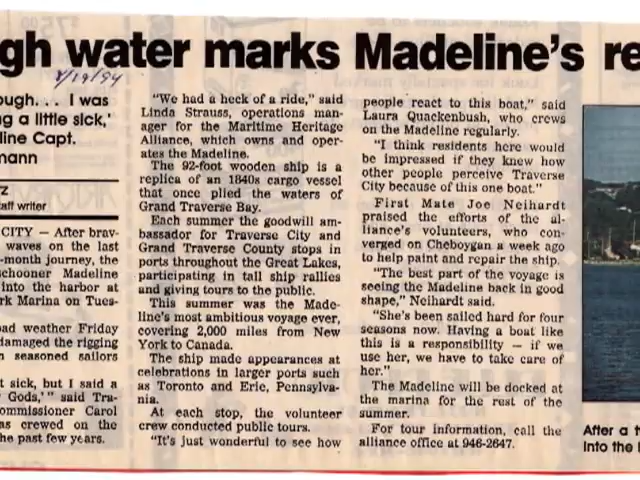 gh water marks Madeline's re
8/19/94
ough. . . I was
ng a little sick,'
line Capt.
mann
TZ
aff writer
CITY — After brav-
waves on the last
-month journey, the
schooner Madeline
into the harbor at
rk Marina on Tues-
bad weather Friday
damaged the rigging
n seasoned sailors
t sick, but I said a
Gods,'" said Tra-
ommissioner Carol
as crewed on the
he past few years.
"We had a heck of a ride," said
Linda Strauss, operations man-
ager for the Maritime Heritage
Alliance, which owns and oper-
ates the Madeline.
The 92-foot wooden ship is a
replica of an 1840s cargo vessel
that once plied the waters of
Grand Traverse Bay.
Each summer the goodwill am-
bassador for Traverse City and
Grand Traverse County stops in
ports throughout the Great Lakes,
participating in tall ship rallies
and giving tours to the public.
This summer was the Made-
line's most ambitious voyage ever,
covering 2,000 miles from New
York to Canada.
The ship made appearances at
celebrations in larger ports such
as Toronto and Erie, Pennsylva-
nia.
At each stop, the volunteer
crew conducted public tours.
"It's just wonderful to see how
people react to this boat," said
Laura Quackenbush, who crews
on the Madeline regularly.
"I think residents here would
be impressed if they knew how
other people perceive Traverse
City because of this one boat."
First Mate Joe Neihardt
praised the efforts of the al-
liance's volunteers, who con-
verged on Cheboygan a week ago
to help paint and repair the ship.
"The best part of the voyage is
seeing the Madeline back in good
shape," Neihardt said.
"She's been sailed hard for four
seasons now. Having a boat like
this is a responsibility — if we
use her, we have to take care of
her."
The Madeline will be docked at
the marina for the rest of the
summer.
For tour information, call the
alliance office at 946-2647.
After a t
into the